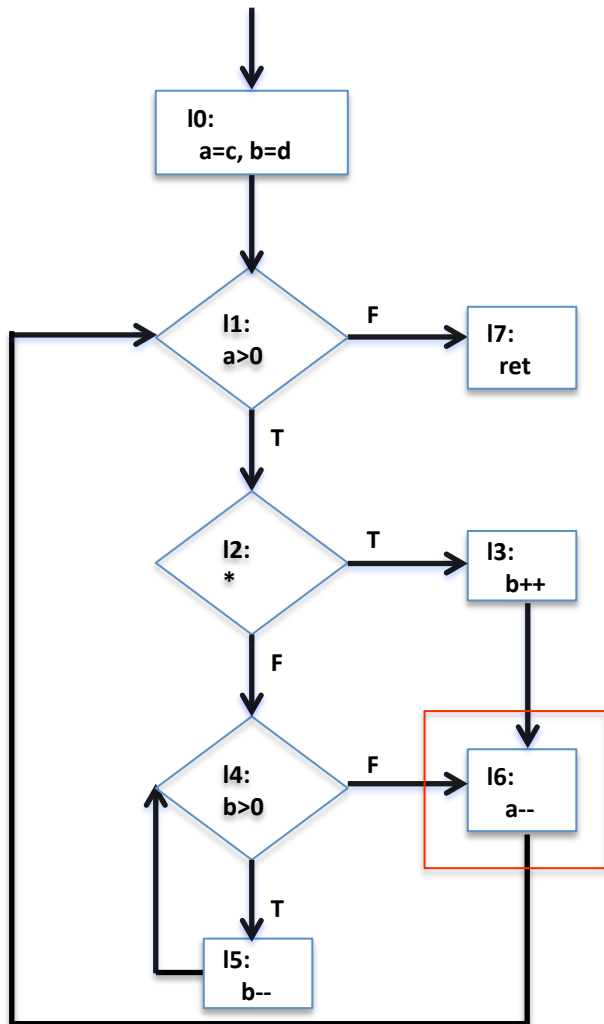 l0:
a=c, b=d
l1:
a>0
F
l7:
ret
T
l2:
*
T
l3:
b++
F
l4:
b>0
F
l6:
a--
T
l5:
b--